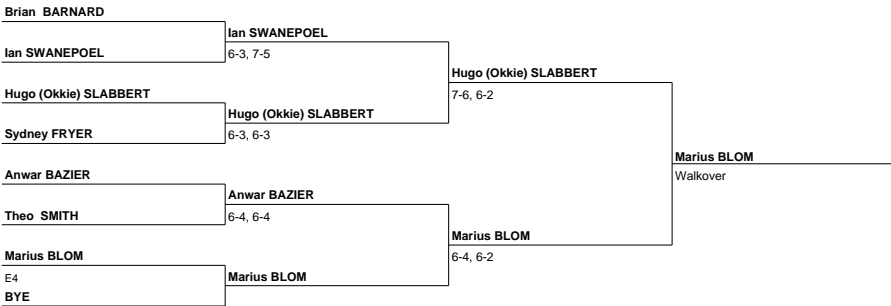 Brian BARNARD
Ian SWANEPOEL
Ian SWANEPOEL
6-3, 7-5
Hugo (Okkie) SLABBERT
7-6, 6-2
Hugo (Okkie) SLABBERT
Hugo (Okkie) SLABBERT
Sydney FRYER
6-3, 6-3
Marius BLOM
Walkover
Anwar BAZIER
Anwar BAZIER
Theo SMITH
6-4, 6-4
Marius BLOM
6-4, 6-2
Marius BLOM
E4
Marius BLOM
BYE